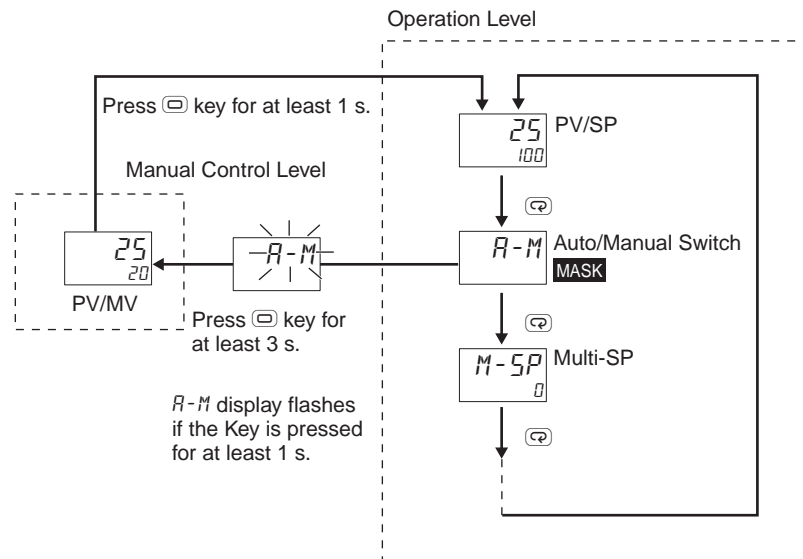 Operation Level
Press key for at least 1 s.
25
100
PV/SP
Manual Control Level
25
20
PV/MV
A-M
A-M
Auto/Manual Switch
MASK
Press key for
at least 3 s.
M-SP
0
Multi-SP
A-M display flashes
if the Key is pressed
for at least 1 s.